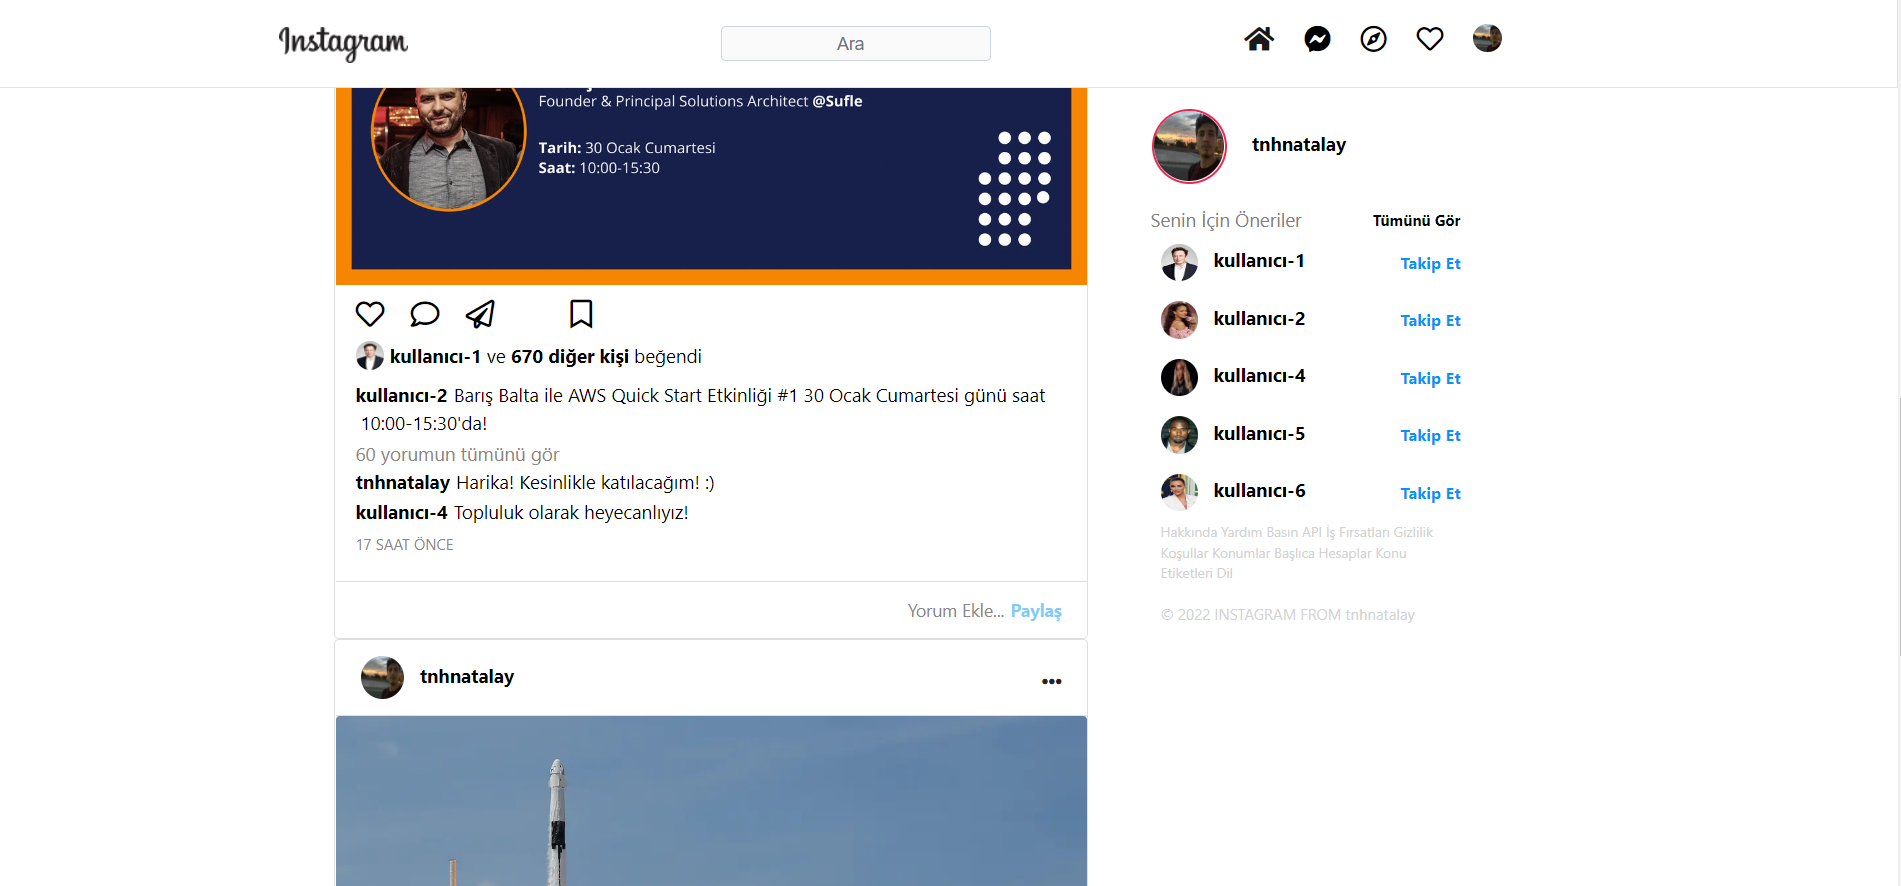 Instagram
Ara
Founder & Principal Solutions Architect @Sufle
Tarih: 30 Ocak Cumartesi
Saat: 10:00-15:30
kullanıcı-1 ve 670 diğer kişi beğendi
kullanıcı-2 Barış Balta ile AWS Quick Start Etkinliği #1 30 Ocak Cumartesi günü saat
10:00-15:30'da!
60 yorumun tümünü gör
tnhnatalay Harika! Kesinlikle katılacağım! :)
kullanıcı-4 Topluluk olarak heyecanlıyız!
17 SAAT ÖNCE
Yorum Ekle... Paylaş
tnhnatalay
tnhnatalay
Senin İçin Öneriler Tümünü Gör
kullanıcı-1 Takip Et
kullanıcı-2 Takip Et
kullanıcı-4 Takip Et
kullanıcı-5 Takip Et
kullanıcı-6 Takip Et
Hakkında Yardım Basın API İş Fırsatları Gizlilik
Koşullar Konumlar Başlıca Hesaplar Konu
Etiketleri Dil
© 2022 INSTAGRAM FROM tnhnatalay